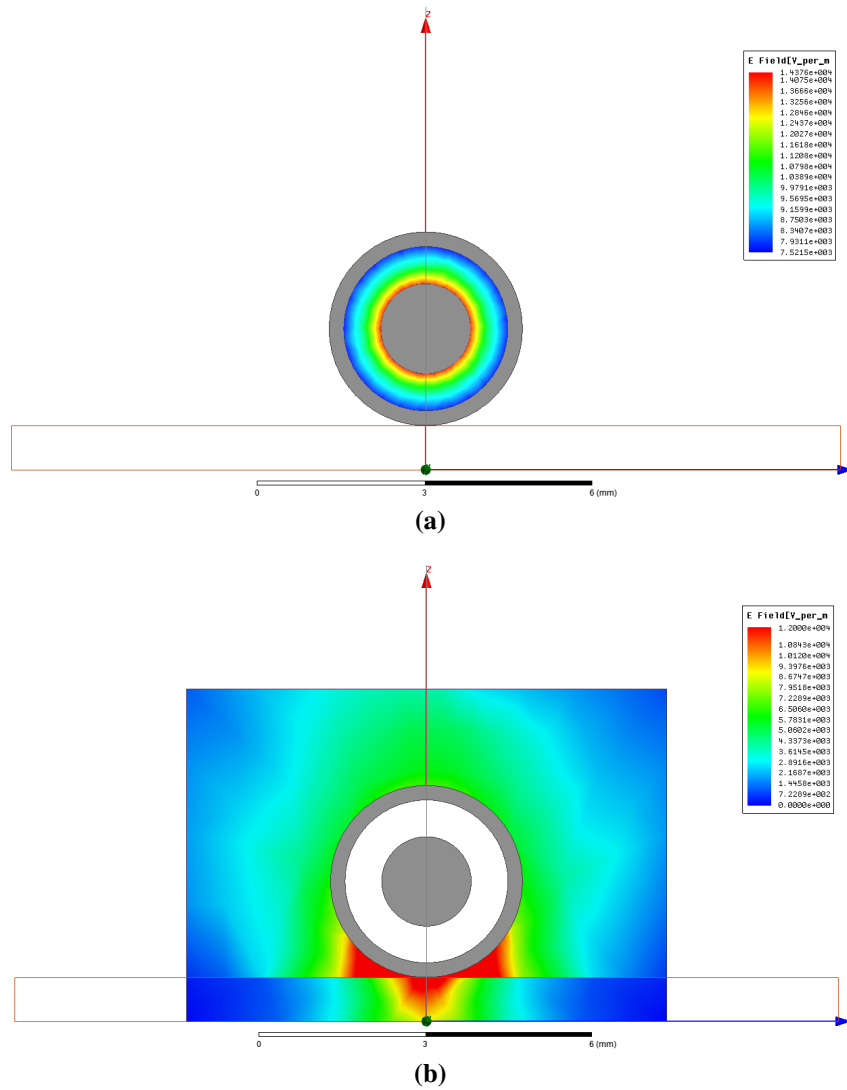 Z
E Field[V_per_m
1.4376e+004
1.4075e+004
1.3666e+004
1.3256e+004
1.2846e+004
1.2437e+004
1.2027e+004
1.1618e+004
1.1208e+004
1.0798e+004
1.0389e+004
9.9791e+003
9.5695e+003
9.1599e+003
8.7503e+003
8.3407e+003
7.9311e+003
7.5215e+003
0 3 6 (mm)
(a)
Z
E Field[V_per_m
1.2000e+004
1.0843e+004
1.0120e+004
9.3976e+003
8.6747e+003
7.9518e+003
7.2289e+003
6.5060e+003
5.7831e+003
5.0602e+003
4.3373e+003
3.6145e+003
2.8916e+003
2.1687e+003
1.4458e+003
7.2289e+002
0.0000e+000
0 3 6 (mm)
(b)